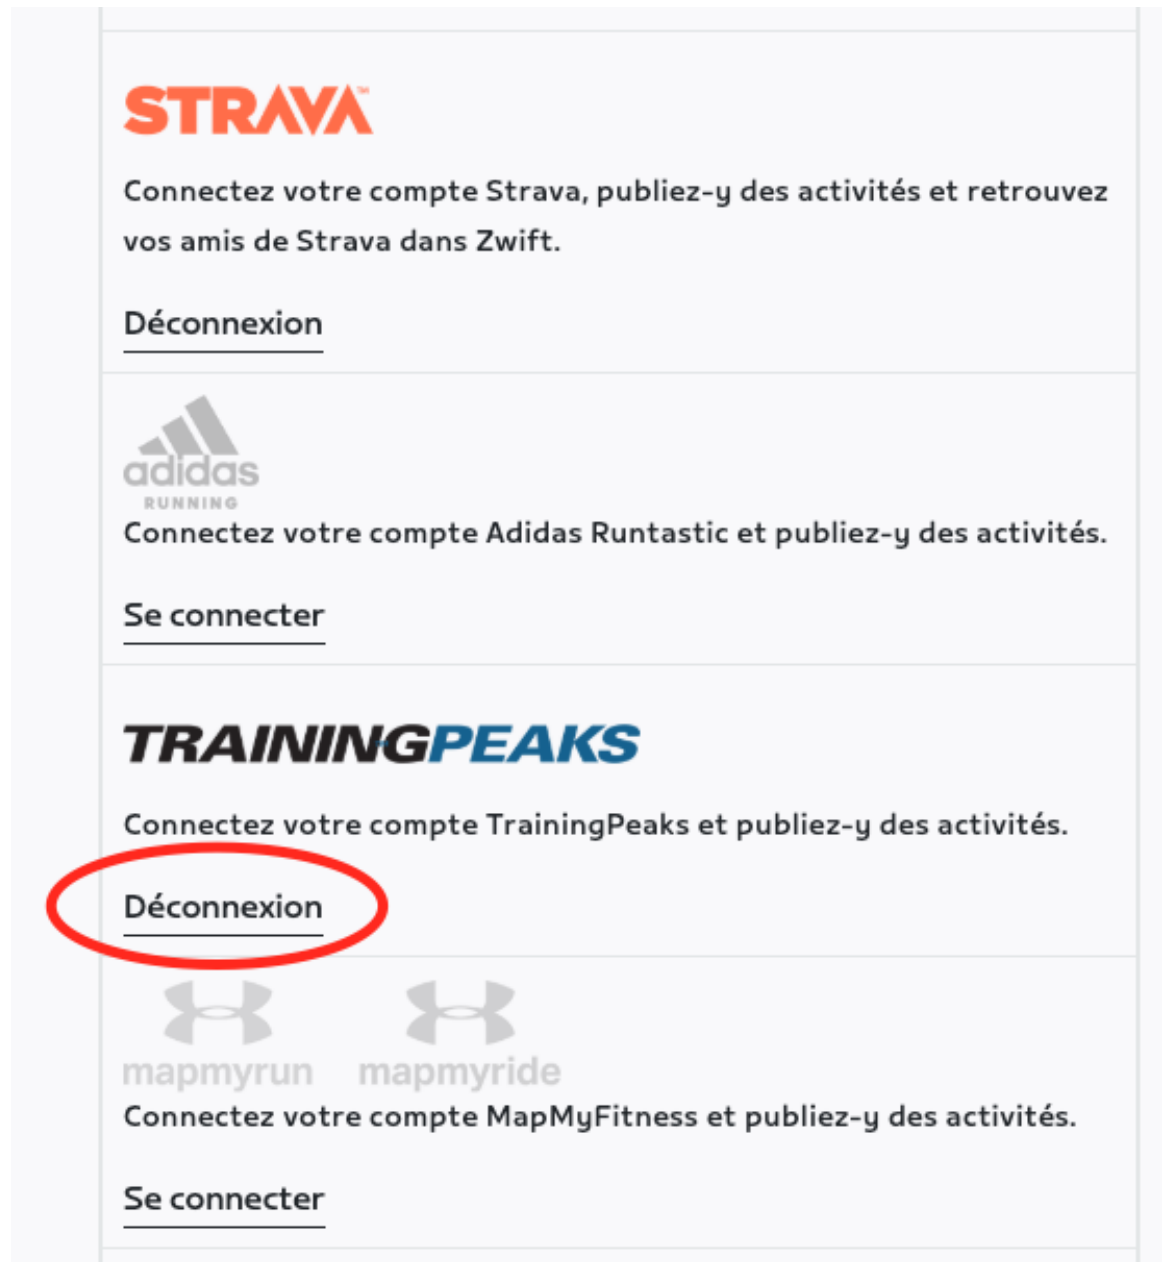 STRAVA™
Connectez votre compte Strava, publiez-y des activités et retrouvez
vos amis de Strava dans Zwift.
Déconnexion
adidas
RUNNING
Connectez votre compte Adidas Runtastic et publiez-y des activités.
Se connecter
TRAININGPEAKS
Connectez votre compte TrainingPeaks et publiez-y des activités.
Déconnexion
mapmyrun mapmyride
Connectez votre compte MapMyFitness et publiez-y des activités.
Se connecter